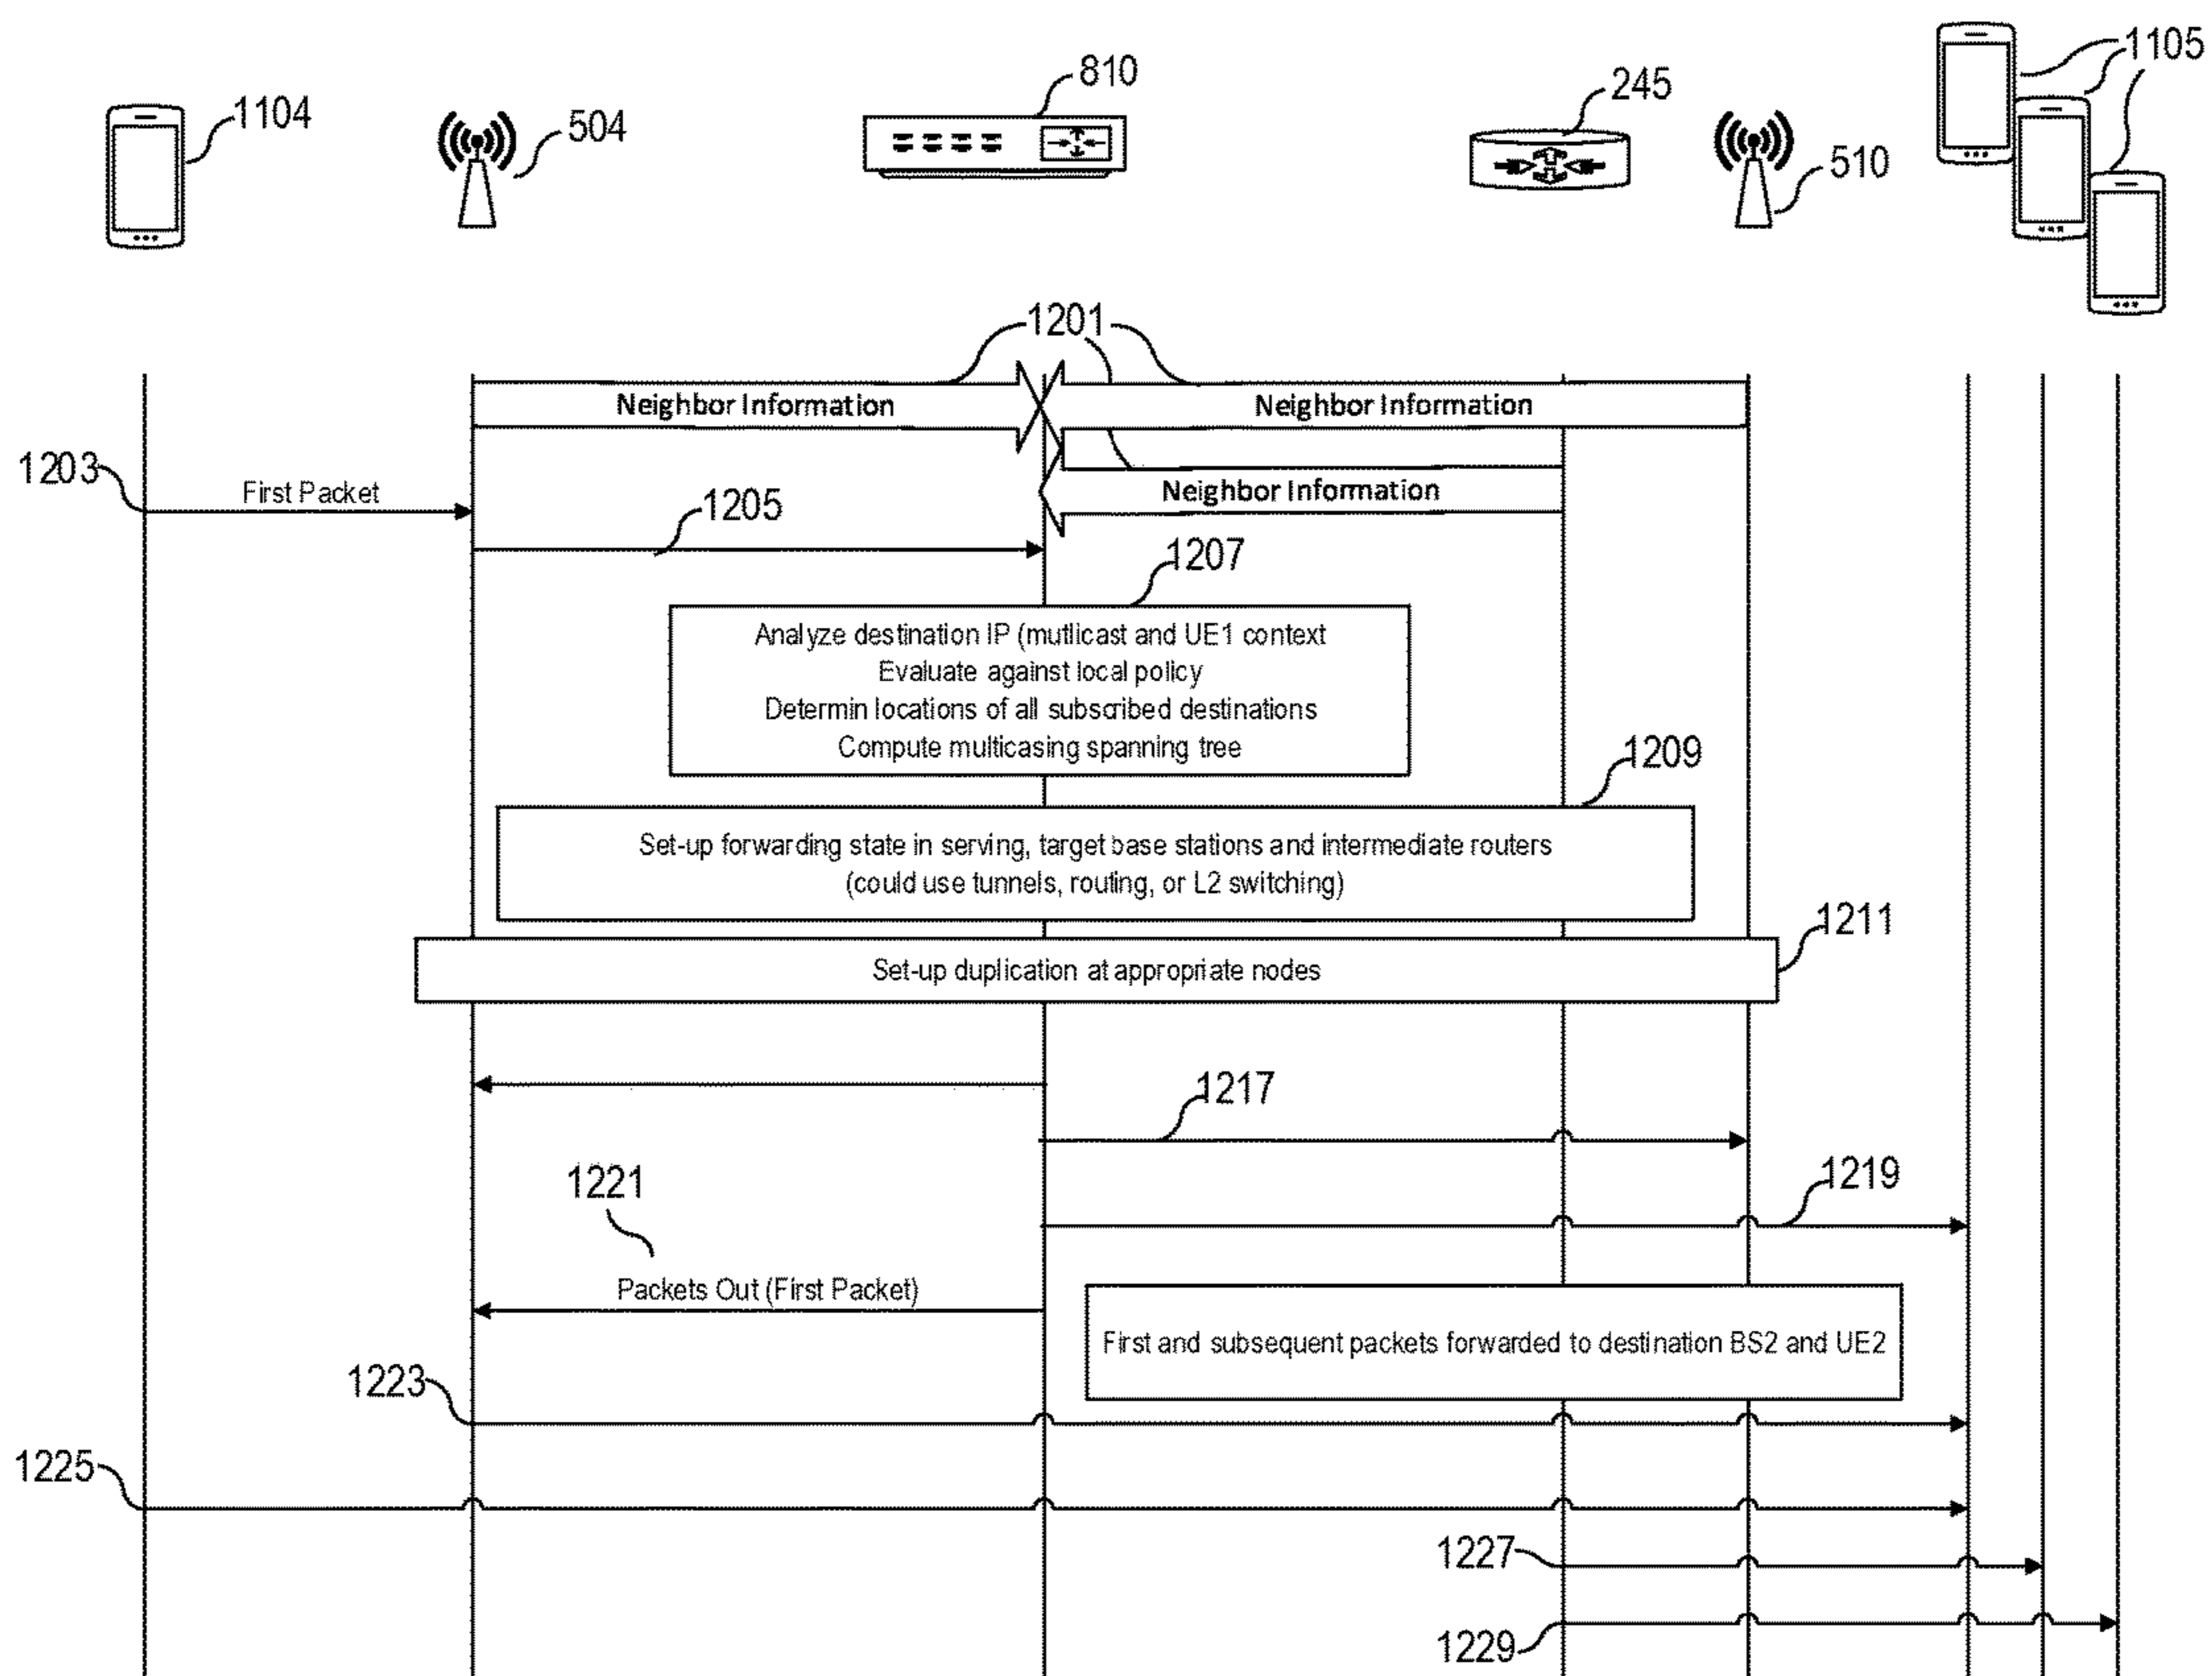 1105
810
245
1104
504
510
1201
Neighbor Information
Neighbor Information
1203
First Packet
Neighbor Information
1205
1207
Analyze destination IP (mutlicast and UE1 context
Evaluate against local policy
Determin locations of all subscribed destinations
Compute multicasing spanning tree
1209
Set-up forwarding state in serving, target base stations and intermediate routers
(could use tunnels, routing, or L2 switching)
1211
Set-up duplication at appropriate nodes
1217
1221
1219
Packets Out (First Packet)
First and subsequent packets forwarded to destination BS2 and UE2
1223
1225
1227
1229